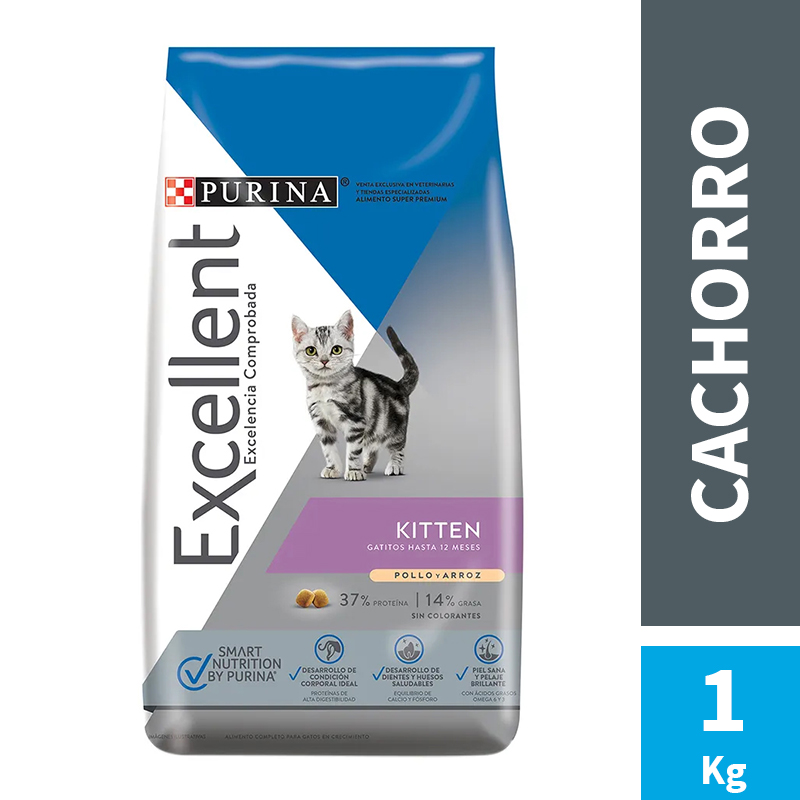 PURINA®
VENTA EXCLUSIVA EN VETERINARIAS
Y TIENDAS ESPECIALIZADAS
ALIMENTO SUPER PREMIUM
Excellent
Excelencia Comprobada
KITTEN
GATITOS HASTA 12 MESES
POLLO Y ARROZ
37% PROTEÍNA | 14% GRASA
SIN COLORANTES
SMART
NUTRITION
BY PURINA®
DESARROLLO DE
CONDICIÓN
CORPORAL IDEAL
PROTEÍNAS DE
ALTA DIGESTIBILIDAD
DESARROLLO DE
DIENTES Y HUESOS
SALUDABLES
EQUILIBRIO DE
CALCIO Y FÓSFORO
PIEL SANA
Y PELAJE
BRILLANTE
CON ÁCIDOS GRASOS
OMEGA 6 Y 3
ALIMENTO COMPLETO PARA GATOS EN CRECIMIENTO
CACHORRO
1
Kg